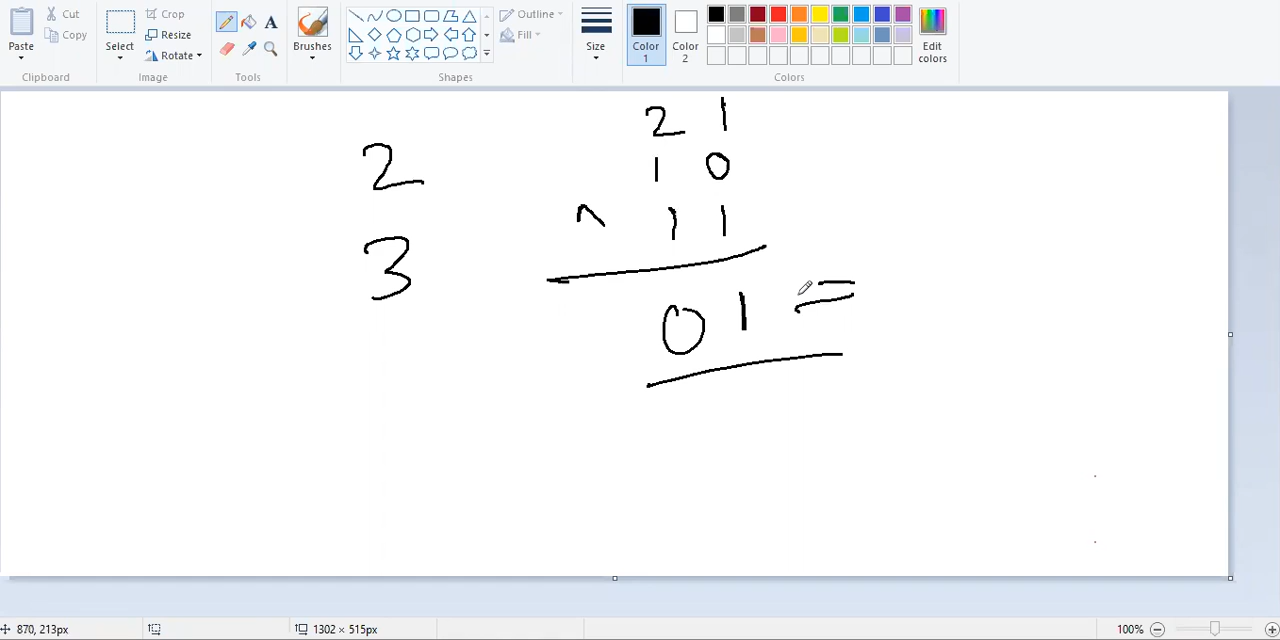 Paste
Cut
Copy
Clipboard
Select
Crop
Resize
Rotate
Image
Tools
Brushes
Shapes
Outline
Fill
Size
Color 1
Color 2
Edit colors
Colors
2 1
2 1 0
^ 1 1
3
0 1 =
870, 213px
1302 × 515px
100%